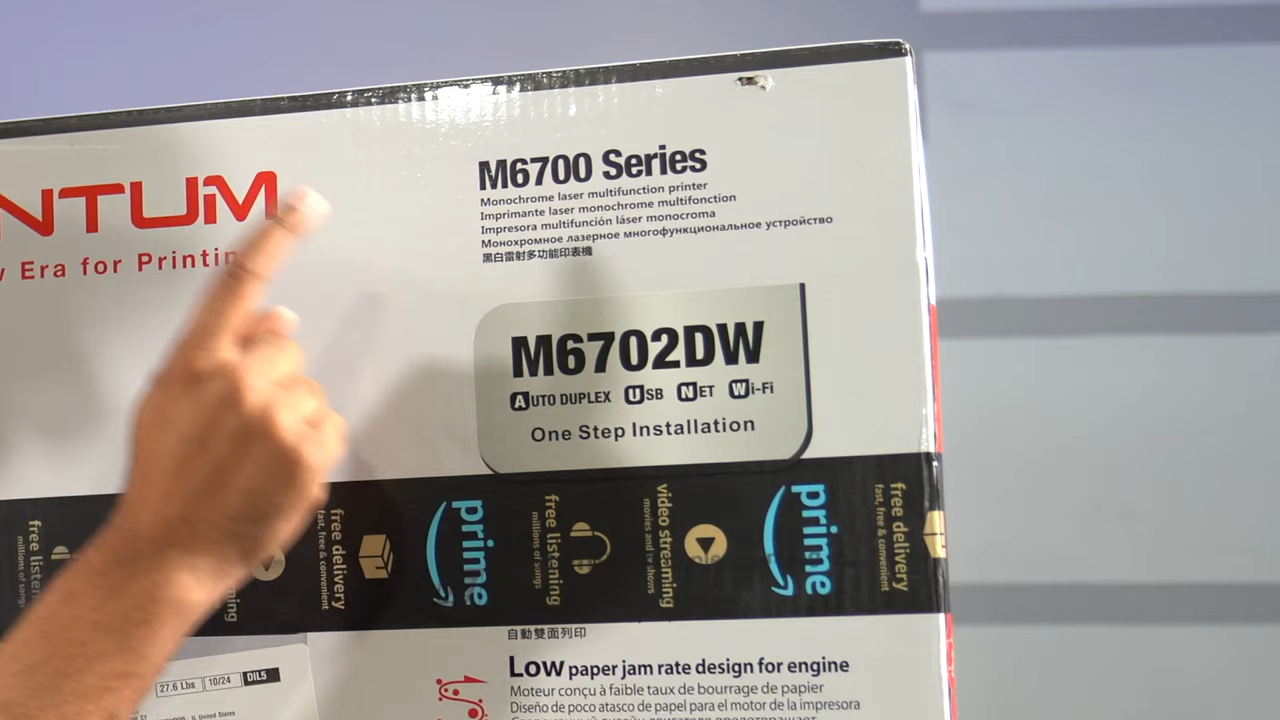 NTUM
Era for Printin
M6700 Series
Monochrome laser multifunction printer
Imprimante laser monochrome multifonction
Impresora multifunción láser monocroma
Монохромное лазерное многофункциональное устройство
黑白雷射多功能印表機
M6702DW
AUTO DUPLEX USB NET Wi-Fi
One Step Installation
free listening
millions of songs
free delivery
fast, free & convenient
prime
free listening
millions of songs
video streaming
movies and tv shows
prime
free delivery
fast, free & convenient
自動雙面列印
Low paper jam rate design for engine
Moteur conçu à faible taux de bourrage de papier
Diseño de poco atasco de papel para el motor de la impresora
27.6 Lbs 10/24 DIL5
IL United States